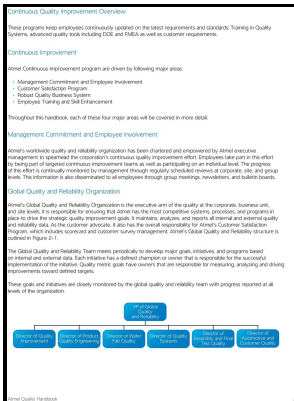 Continuous Quality Improvement Overview
These programs keep employees continuously updated on the latest requirements and standards: Training in Quality
Systems, advanced quality tools including DOE and FMEA as well as customer requirements.
Continuous Improvement
Atmel Continuous Improvement program are driven by following major areas:
• Management Commitment and Employee Involvement
• Customer Satisfaction Program
• Robust Quality Business System
• Employee Training and Skill Enhancement
Throughout this handbook, each of these four major areas will be covered in more detail.
Management Commitment and Employee Involvement
Atmel's worldwide quality and reliability organization has been chartered and empowered by Atmel executive
management to spearhead the corporation's continuous quality improvement effort. Employees take part in this effort
by being part of targeted continuous improvement teams as well as participating on an individual level. The progress
of this effort is continually monitored by management through regularly scheduled reviews at corporate, site, and group
levels. This information is also disseminated to all employees through group meetings, newsletters, and bulletin boards.
Global Quality and Reliability Organization
Atmel's Global Quality and Reliability Organization is the executive arm of the quality at the corporate, business unit,
and site levels. It is responsible for ensuring that Atmel has the most competitive systems, processes, and programs in
place to drive the strategic quality improvement goals. It maintains, analyzes, and reports all internal and external quality
and reliability data. As the customer advocate, it also has the overall responsibility for Atmel's Customer Satisfaction
Program, which includes scorecard and customer survey management. Atmel's Global Quality and Reliability structure is
outlined in Figure 2-1.
The Global Quality and Reliability Team meets periodically to develop major goals, initiatives, and programs based
on internal and external data. Each initiative has a defined champion or owner that is responsible for the successful
implementation of the initiative. Quality metric goals have owners that are responsible for measuring, analyzing and driving
improvements toward defined targets.
These goals and initiatives are closely monitored by the global quality and reliability team with progress reported at all
levels of the organization.
VP of Global
Quality
and Reliability
Director of Quality
Improvement
Director of Product
Quality Engineering
Director of Wafer
Fab Quality
Director of Quality
Systems
Director of
Assembly and Final
Test Quality
Director of
Automotive and
Customer Quality
Atmel Quality Handbook